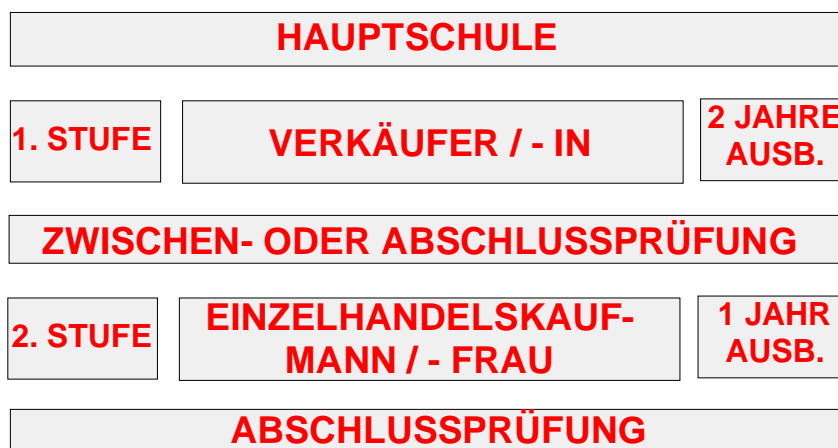 HAUPTSCHULE
1. STUFE
VERKÄUFER / - IN
2 JAHRE
AUSB.
ZWISCHEN- ODER ABSCHLUSSPRÜFUNG
2. STUFE
EINZELHANDELSKAUF-
MANN / - FRAU
1 JAHR
AUSB.
ABSCHLUSSPRÜFUNG